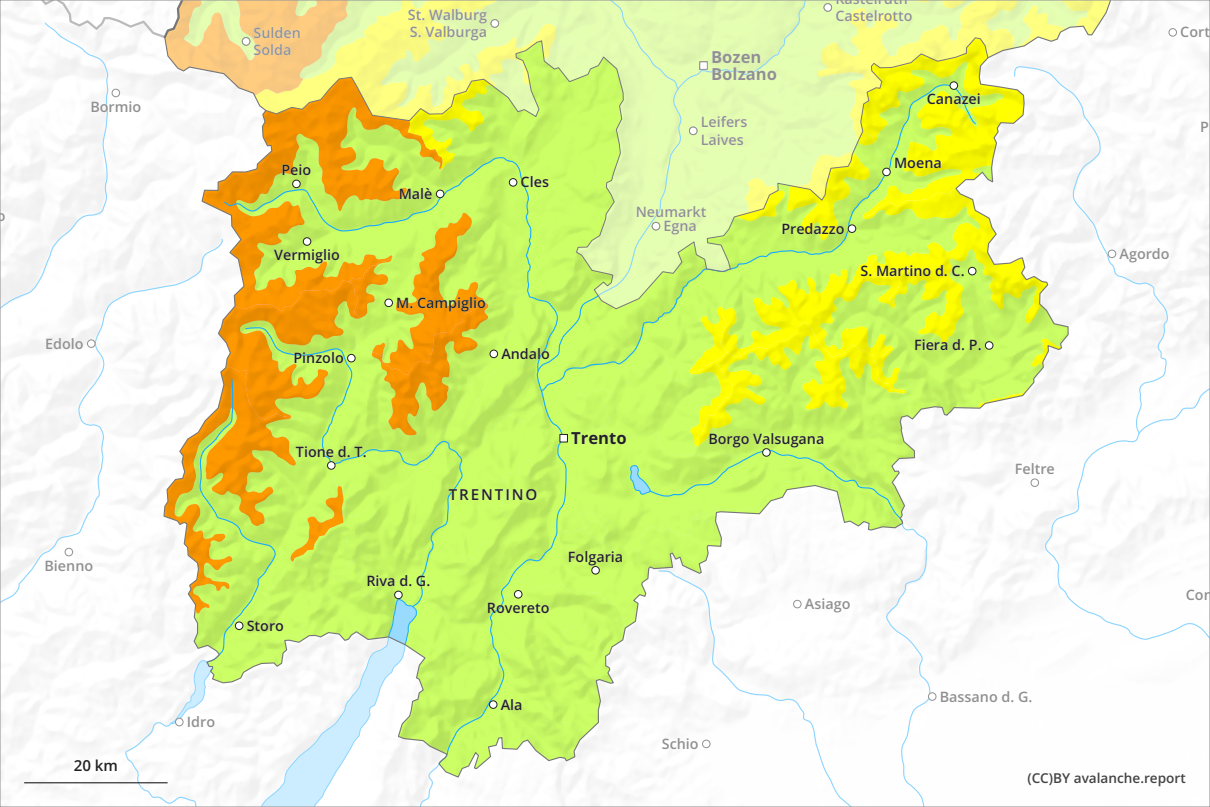 St. Walburg
S. Valburga
Kastelruth
Castelrotto
Sulden
Solda
Cort
Bozen
Bolzano
Bormio
Canazei
Leifers
Laives
Moena
Peio
Malè
Cles
Neumarkt
Egna
Predazzo
Vermiglio
Agordo
S. Martino d. C.
M. Campiglio
Edolo
Pinzolo
Andalo
Fiera d. P.
Trento
Borgo Valsugana
Tione d. T.
Feltre
TRENTINO
Bienno
Folgaria
Riva d. G.
Rovereto
Asiago
Storo
Idro
Ala
Bassano d. G.
Schio
20 km
(CC)BY avalanche.report